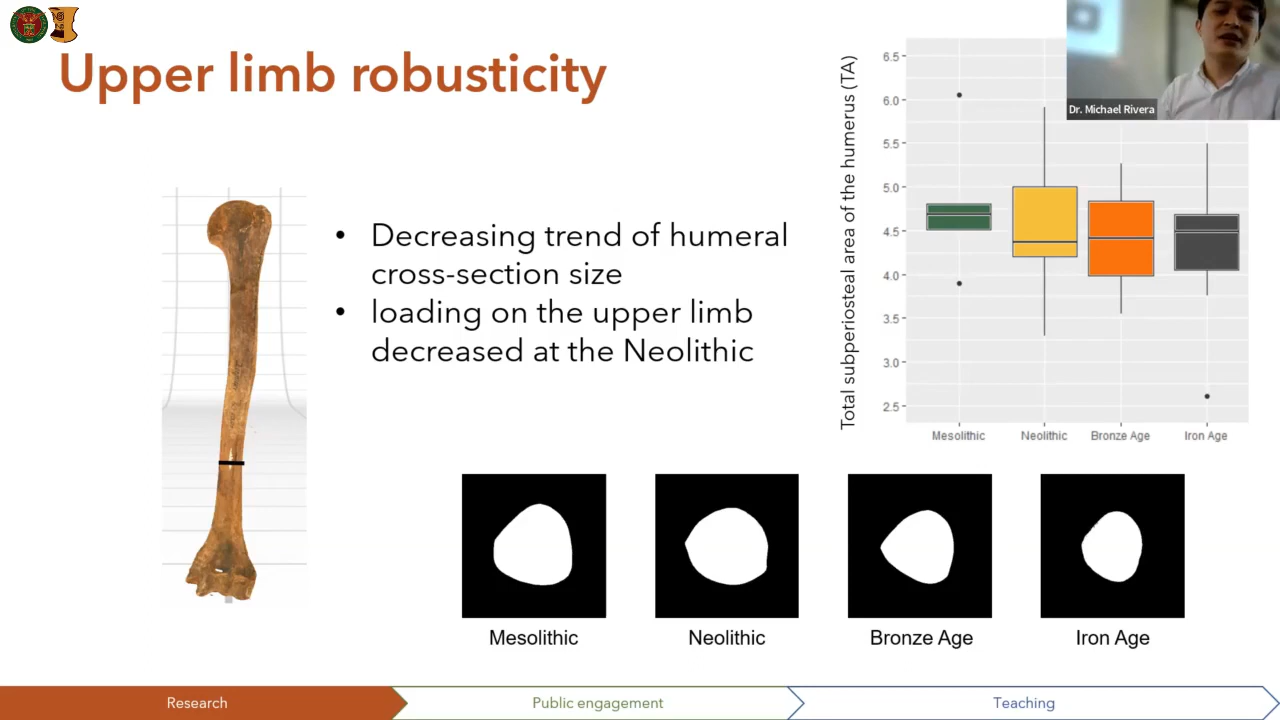 Upper limb robusticity
• Decreasing trend of humeral
cross-section size
• loading on the upper limb
decreased at the Neolithic
Total subperiosteal area of the humerus (TA)
6.5
6.0
5.5
5.0
4.5
4.0
3.5
3.0
2.5
Mesolithic Neolithic Bronze Age Iron Age
Dr. Michael Rivera
Mesolithic Neolithic Bronze Age Iron Age
Research Public engagement Teaching